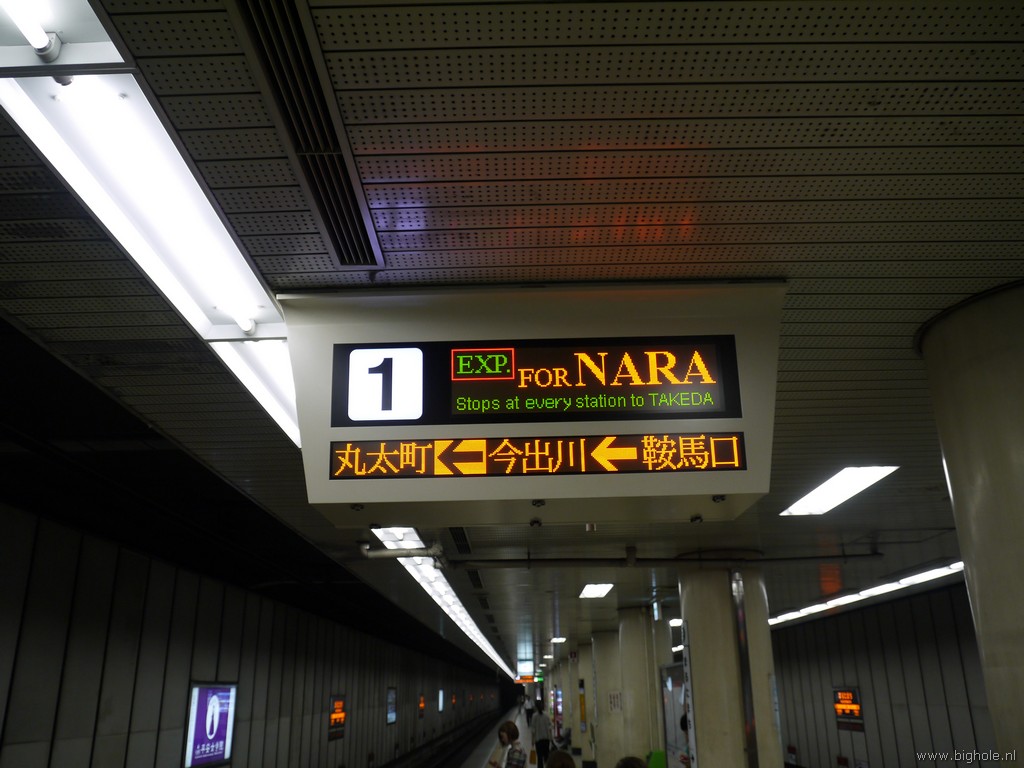 1
EXP. FOR NARA
Stops at every station to TAKEDA
丸太町 ← 今出川 ← 鞍馬口
www.bighole.nl